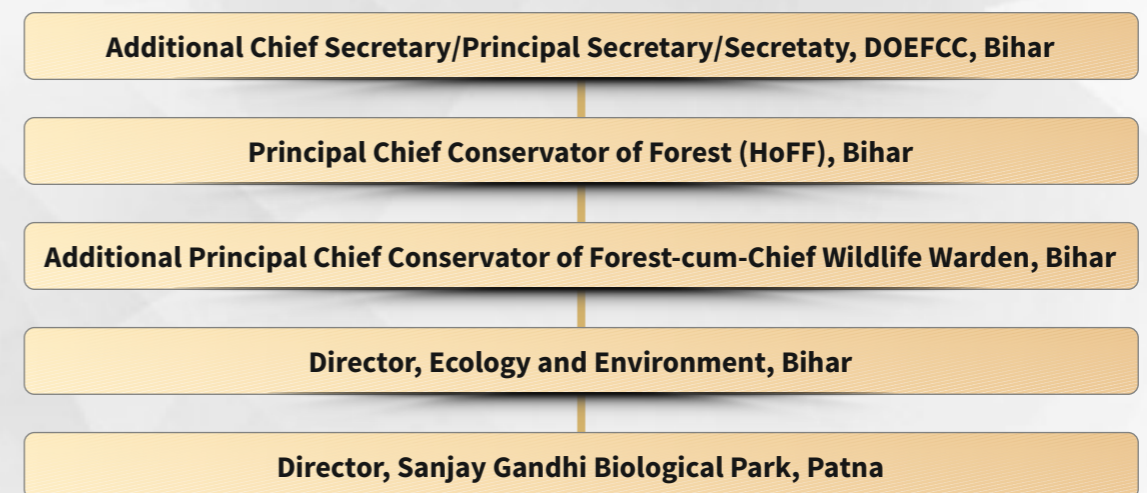 Additional Chief Secretary/Principal Secretary/Secretaty, DOEFCC, Bihar
Principal Chief Conservator of Forest (HoFF), Bihar
Additional Principal Chief Conservator of Forest-cum-Chief Wildlife Warden, Bihar
Director, Ecology and Environment, Bihar
Director, Sanjay Gandhi Biological Park, Patna